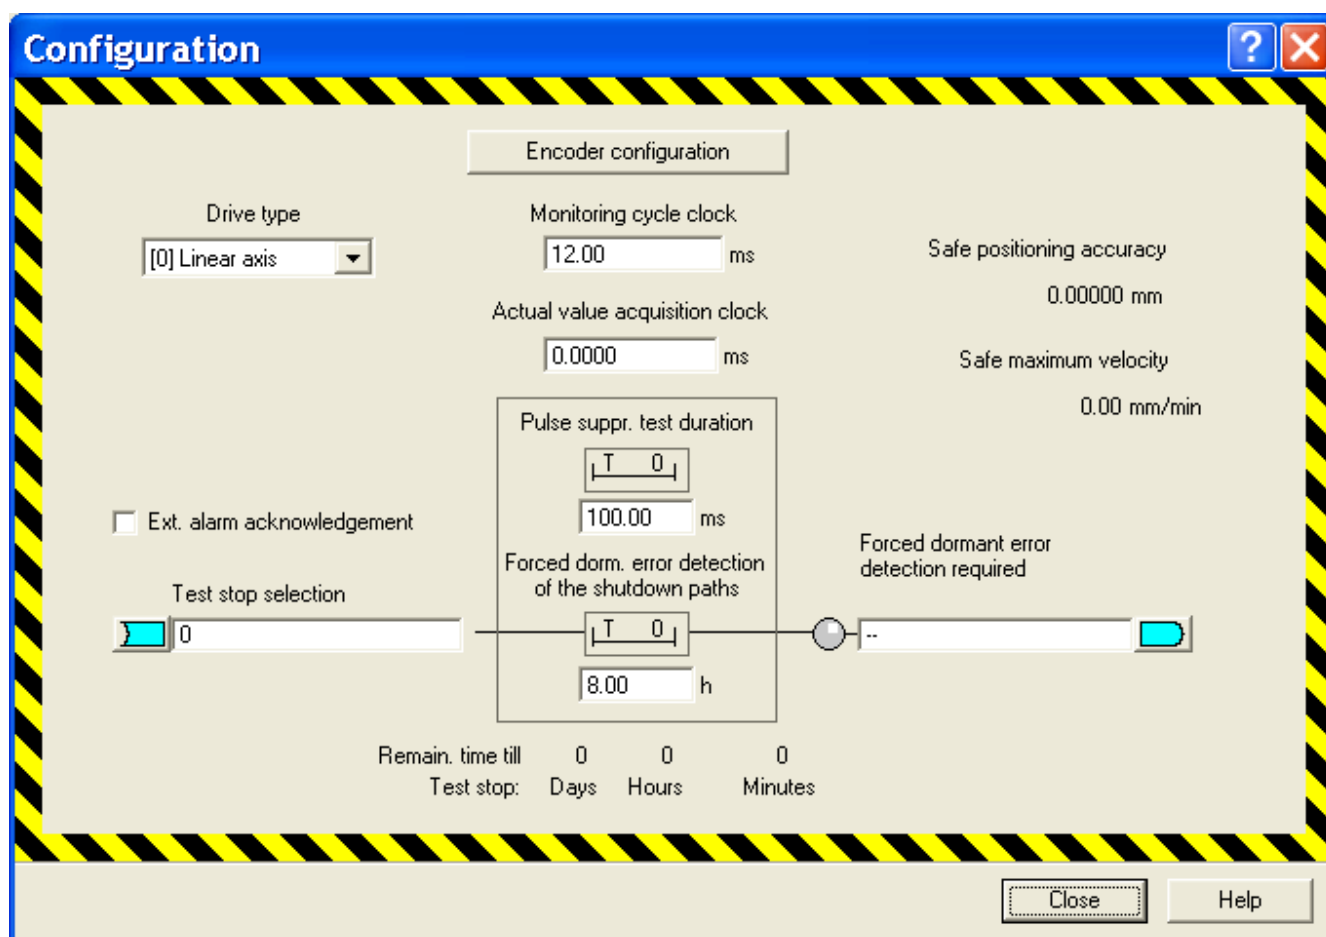 Configuration
Encoder configuration
Drive type
[0] Linear axis
Monitoring cycle clock
12.00 ms
Safe positioning accuracy
0.00000 mm
Actual value acquisition clock
0.0000 ms
Safe maximum velocity
0.00 mm/min
Pulse suppr. test duration
T 0
100.00 ms
Ext. alarm acknowledgement
Forced dorm. error detection
of the shutdown paths
Forced dormant error
detection required
Test stop selection
0
T 0
--
8.00 h
Remain. time till 0 0 0
Test stop: Days Hours Minutes
Close Help